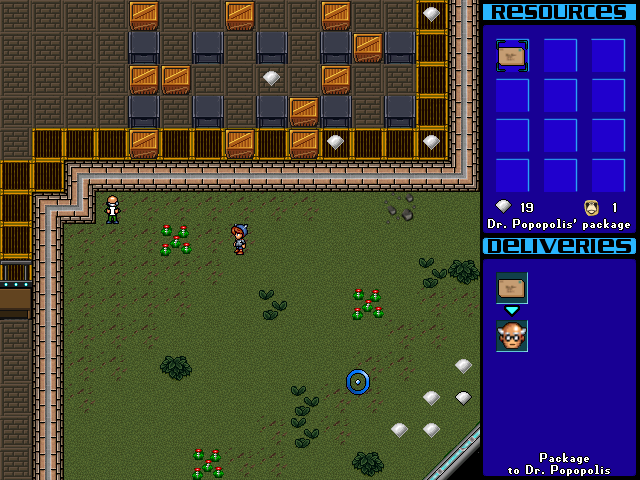 RESOURCES
19
1
Dr. Popopolis' package
DELIVERIES
Package
to Dr. Popopolis